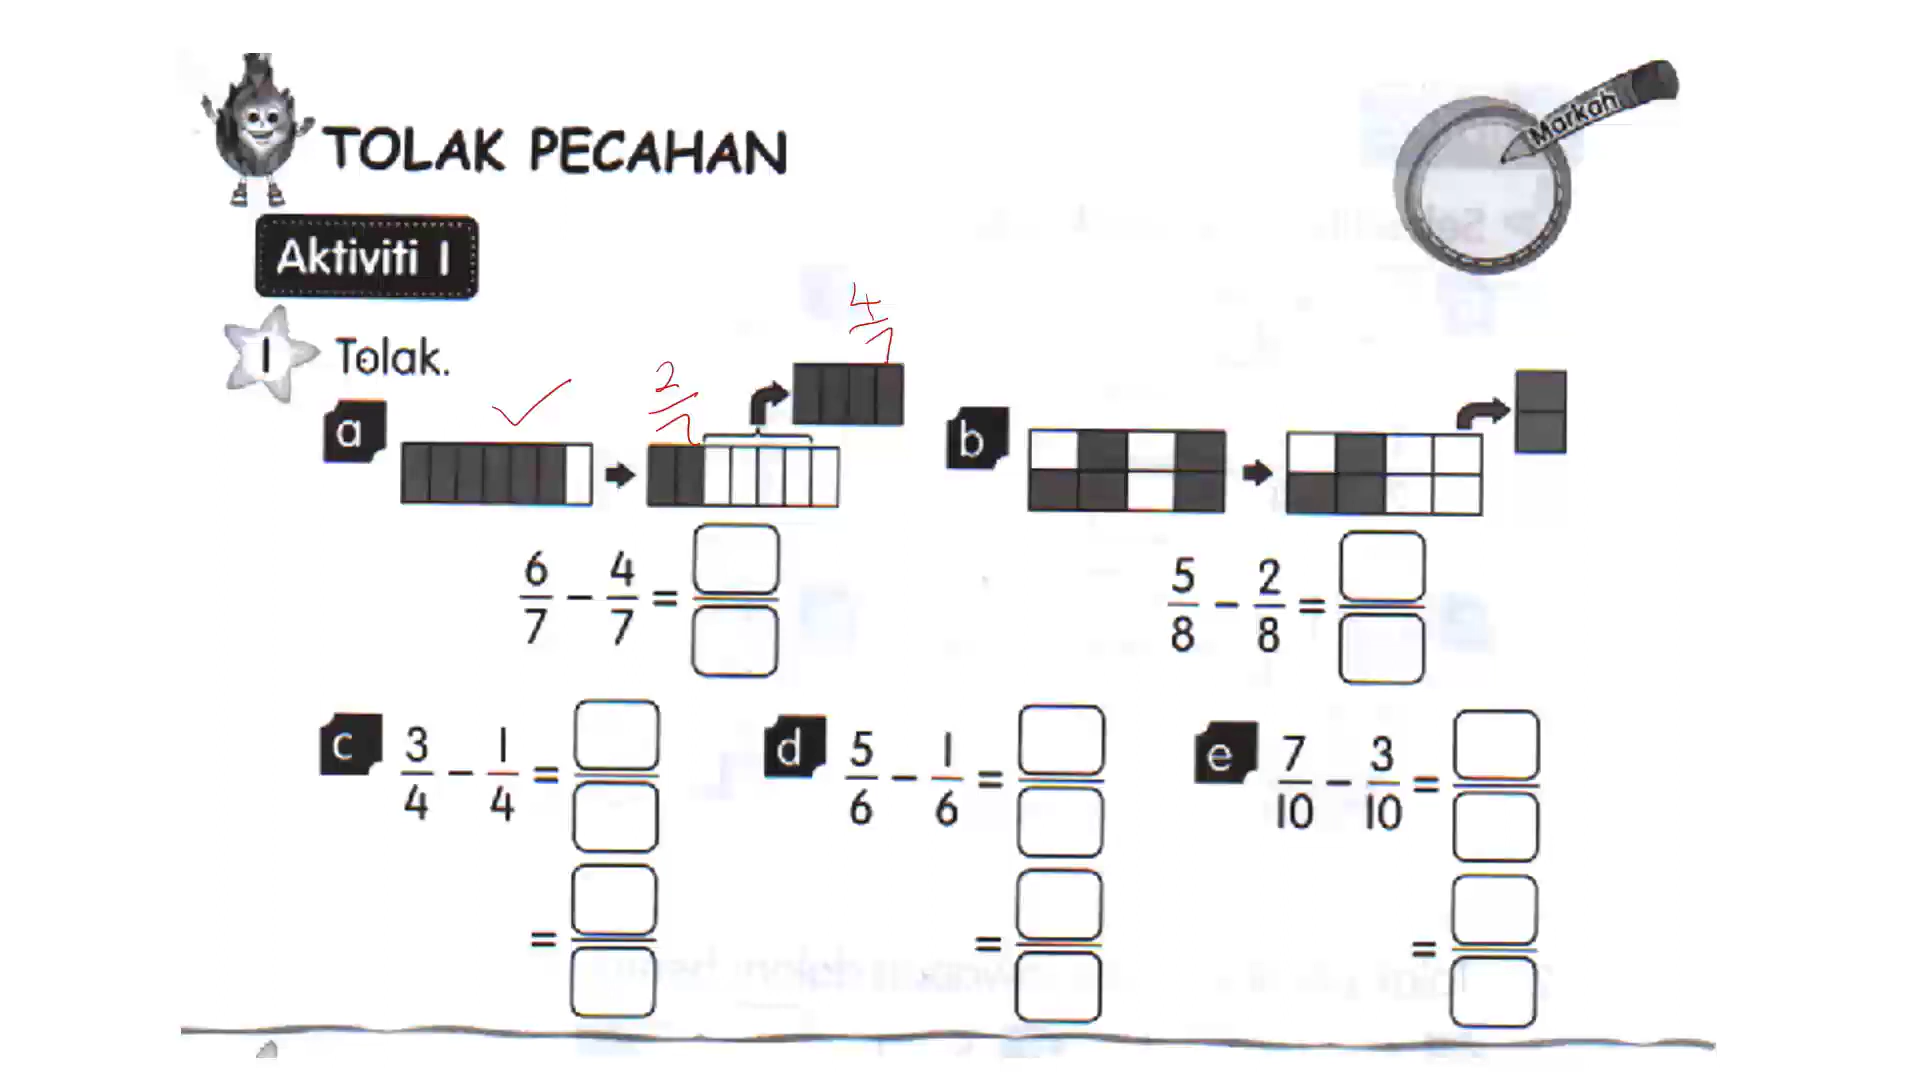 TOLAK PECAHAN
Markah
Aktiviti 1
1 Tolak.
4/7
2/7
a
b
6/7 − 4/7 =
5/8 − 2/8 =
c 3/4 − 1/4 =
d 5/6 − 1/6 =
e 7/10 − 3/10 =
=
=
=